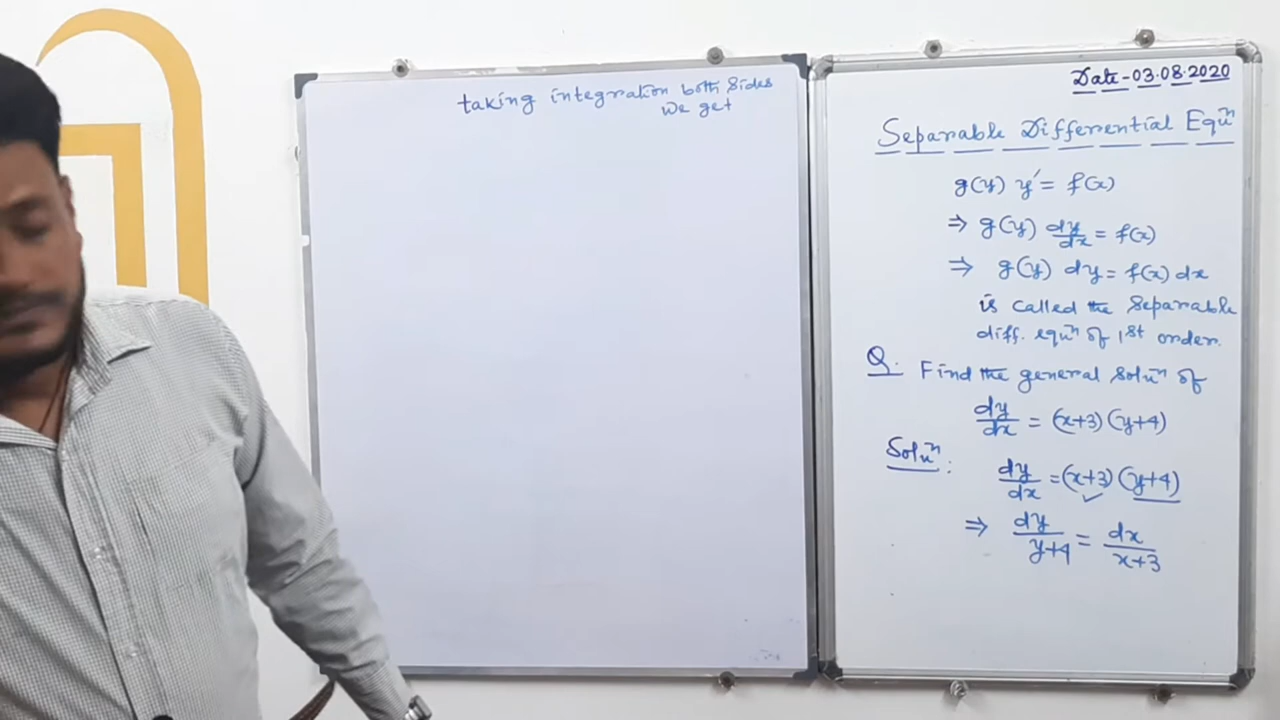 taking integration both sides
we get
Date-03.08.2020
Separable Differential Equⁿ
g(y) y′ = f(x)
⇒ g(y) dy/dx = f(x)
⇒ g(y) dy = f(x) dx
is called the separable
diff. equⁿ of 1st order.
Q. Find the general soluⁿ of
dy/dx = (x+3)(y+4)
Soluⁿ: dy/dx = (x+3)(y+4)
⇒ dy/y+4 = dx/x+3